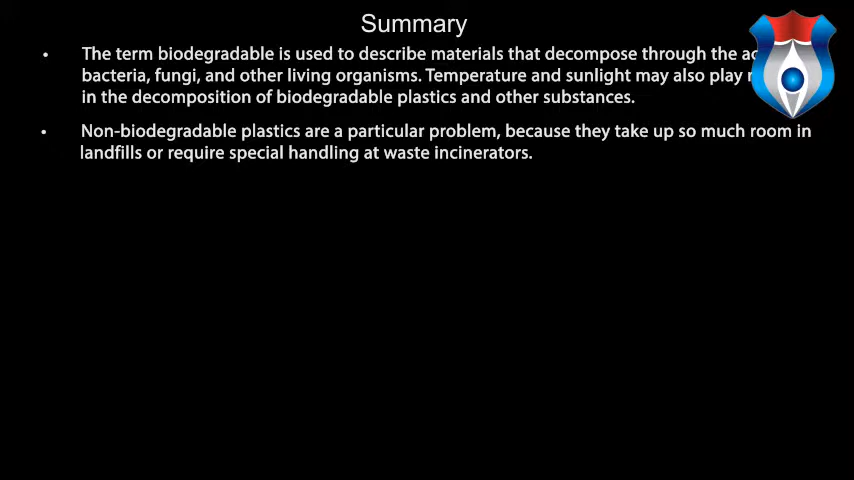 Summary
• The term biodegradable is used to describe materials that decompose through the
bacteria, fungi, and other living organisms. Temperature and sunlight may also play
in the decomposition of biodegradable plastics and other substances.
• Non-biodegradable plastics are a particular problem, because they take up so much room in
landfills or require special handling at waste incinerators.